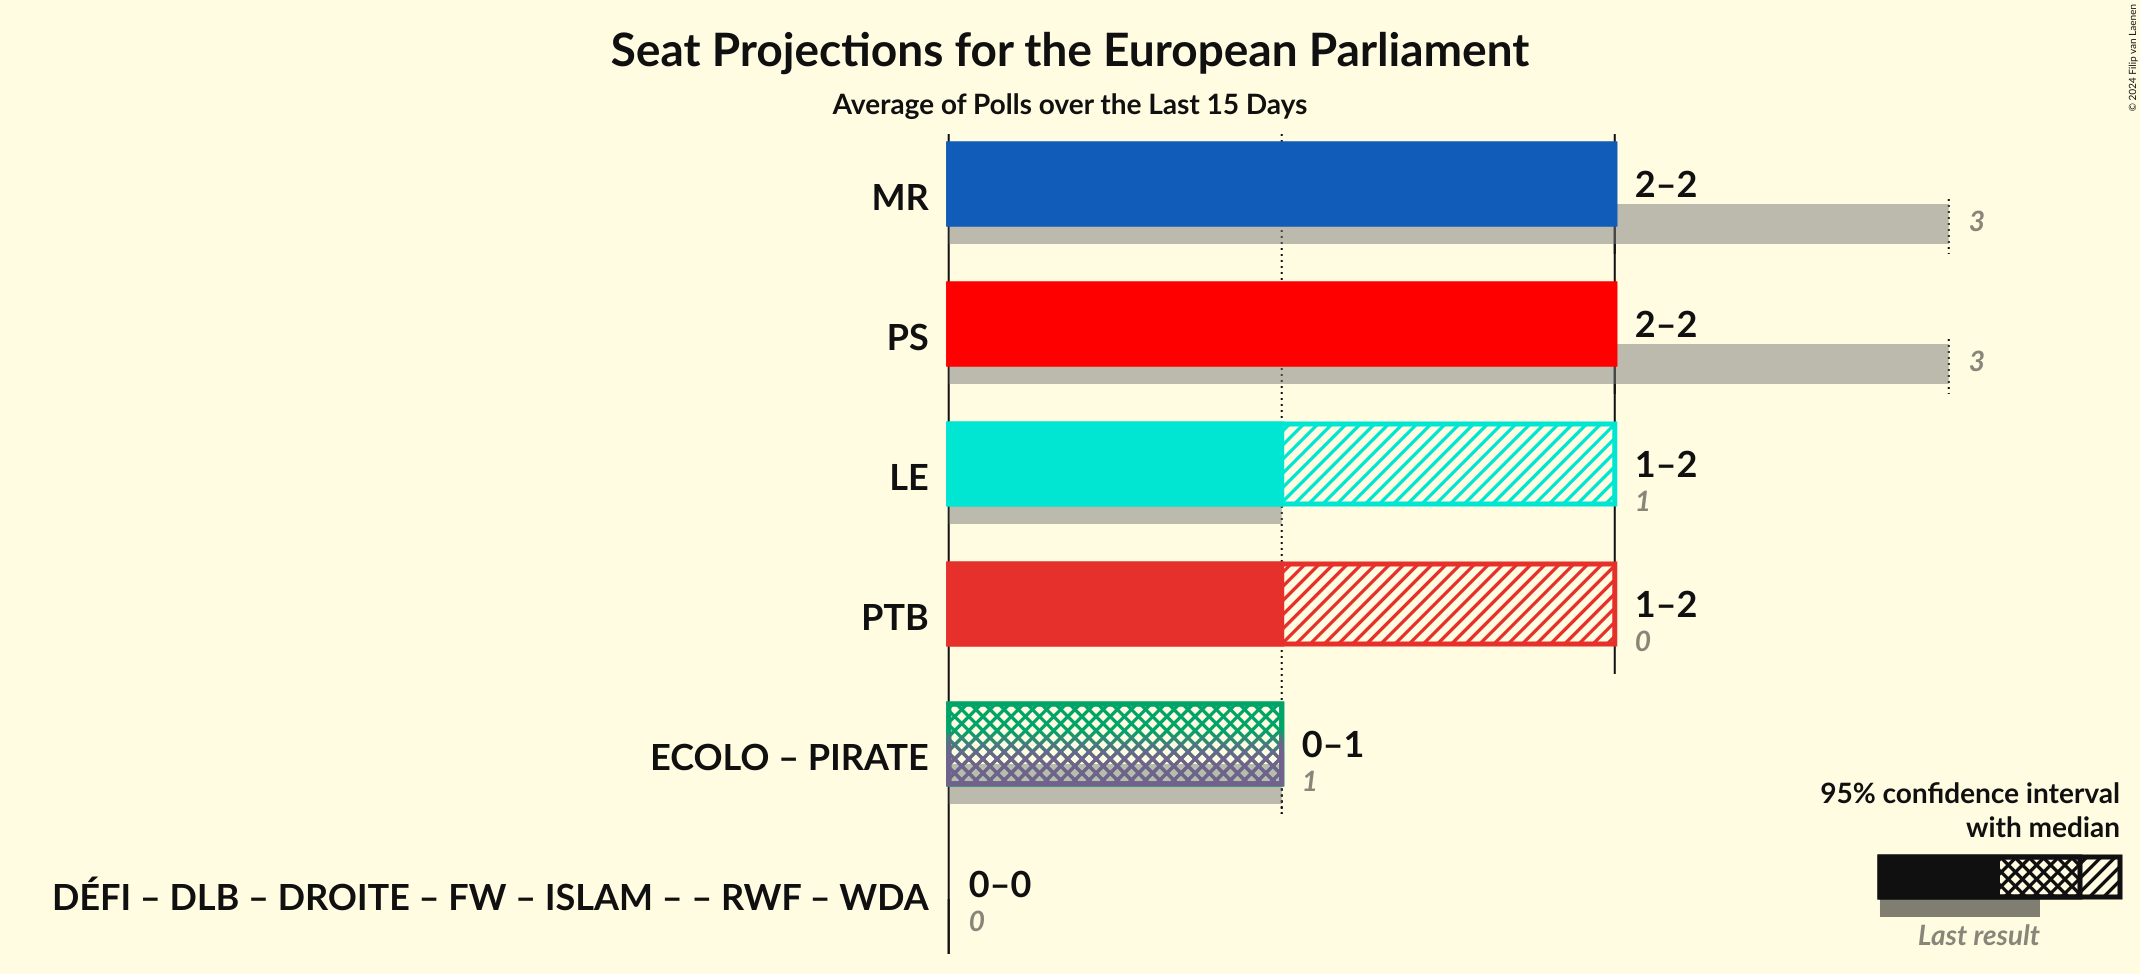 Seat Projections for the European Parliament
Average of Polls over the Last 15 Days
© 2024 Filip van Laenen
MR
2–2
3
PS
2–2
3
LE
1–2
1
PTB
1–2
0
ECOLO – PIRATE
0–1
1
DÉFI – DLB – DROITE – FW – ISLAM – – RWF – WDA
0–0
0
95% confidence interval
with median
Last result